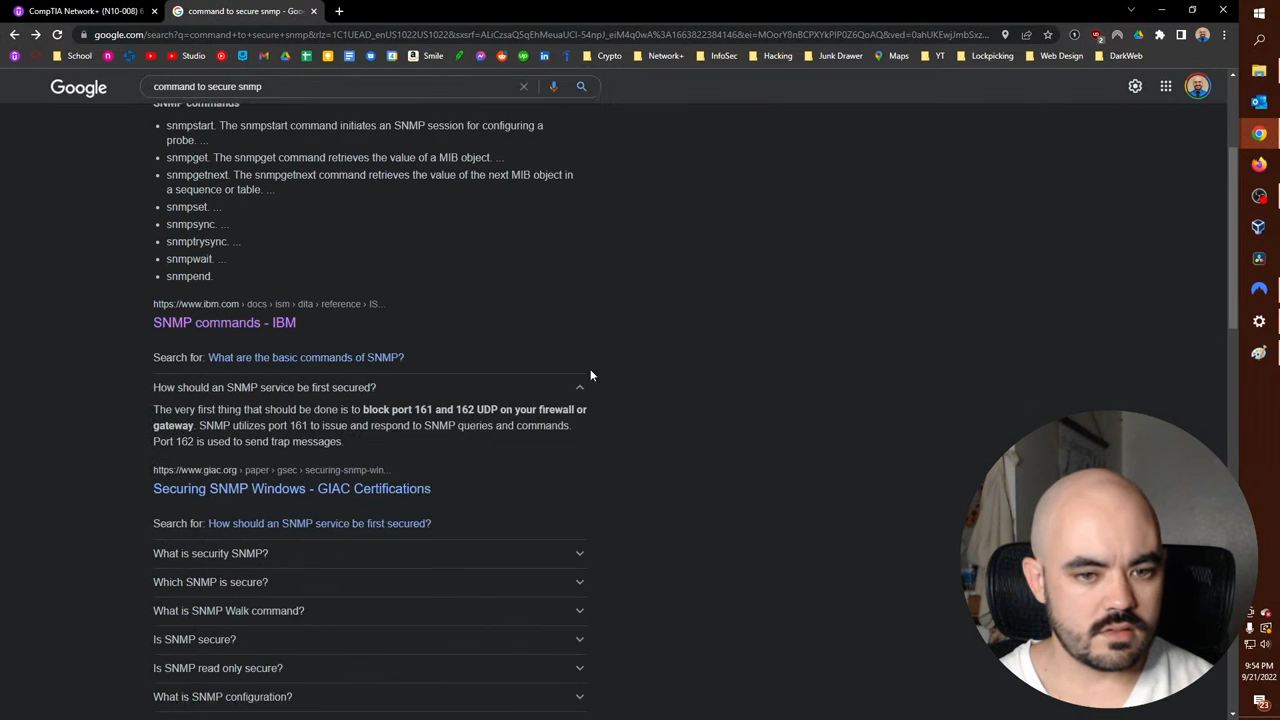 CompTIA Network+ (N10-008) 6
command to secure snmp - Goo
google.com/search?q=command+to+secure+snmp&rlz=1C1UEAD_enUS1022US1022&sxsrf=
School
Studio
Smile
Crypto
Network+
InfoSec
Hacking
Junk Drawer
Maps
YT
Lockpicking
Web Design
DarkWeb
Google
command to secure snmp
SNMP commands
• snmpstart. The snmpstart command initiates an SNMP session for configuring a
probe. ...
• snmpget. The snmpget command retrieves the value of a MIB object. ...
• snmpgetnext. The snmpgetnext command retrieves the value of the next MIB object in
a sequence or table. ...
• snmpset. ...
• snmpsync. ...
• snmptrysync. ...
• snmpwait. ...
• snmpend.
https://www.ibm.com › docs › ism › dita › reference › IS...
SNMP commands - IBM
Search for: What are the basic commands of SNMP?
How should an SNMP service be first secured?
The very first thing that should be done is to block port 161 and 162 UDP on your firewall or
gateway. SNMP utilizes port 161 to issue and respond to SNMP queries and commands.
Port 162 is used to send trap messages.
https://www.giac.org › paper › gsec › securing-snmp-win...
Securing SNMP Windows - GIAC Certifications
Search for: How should an SNMP service be first secured?
What is security SNMP?
Which SNMP is secure?
What is SNMP Walk command?
Is SNMP secure?
Is SNMP read only secure?
What is SNMP configuration?
9:54 PM
9/21/2022
23